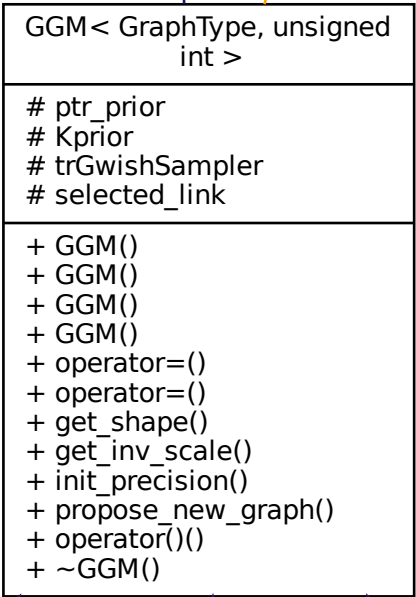 GGM< GraphType, unsigned
int >
# ptr_prior
# Kprior
# trGwishSampler
# selected_link
+ GGM()
+ GGM()
+ GGM()
+ GGM()
+ operator=()
+ operator=()
+ get_shape()
+ get_inv_scale()
+ init_precision()
+ propose_new_graph()
+ operator()()
+ ~GGM()